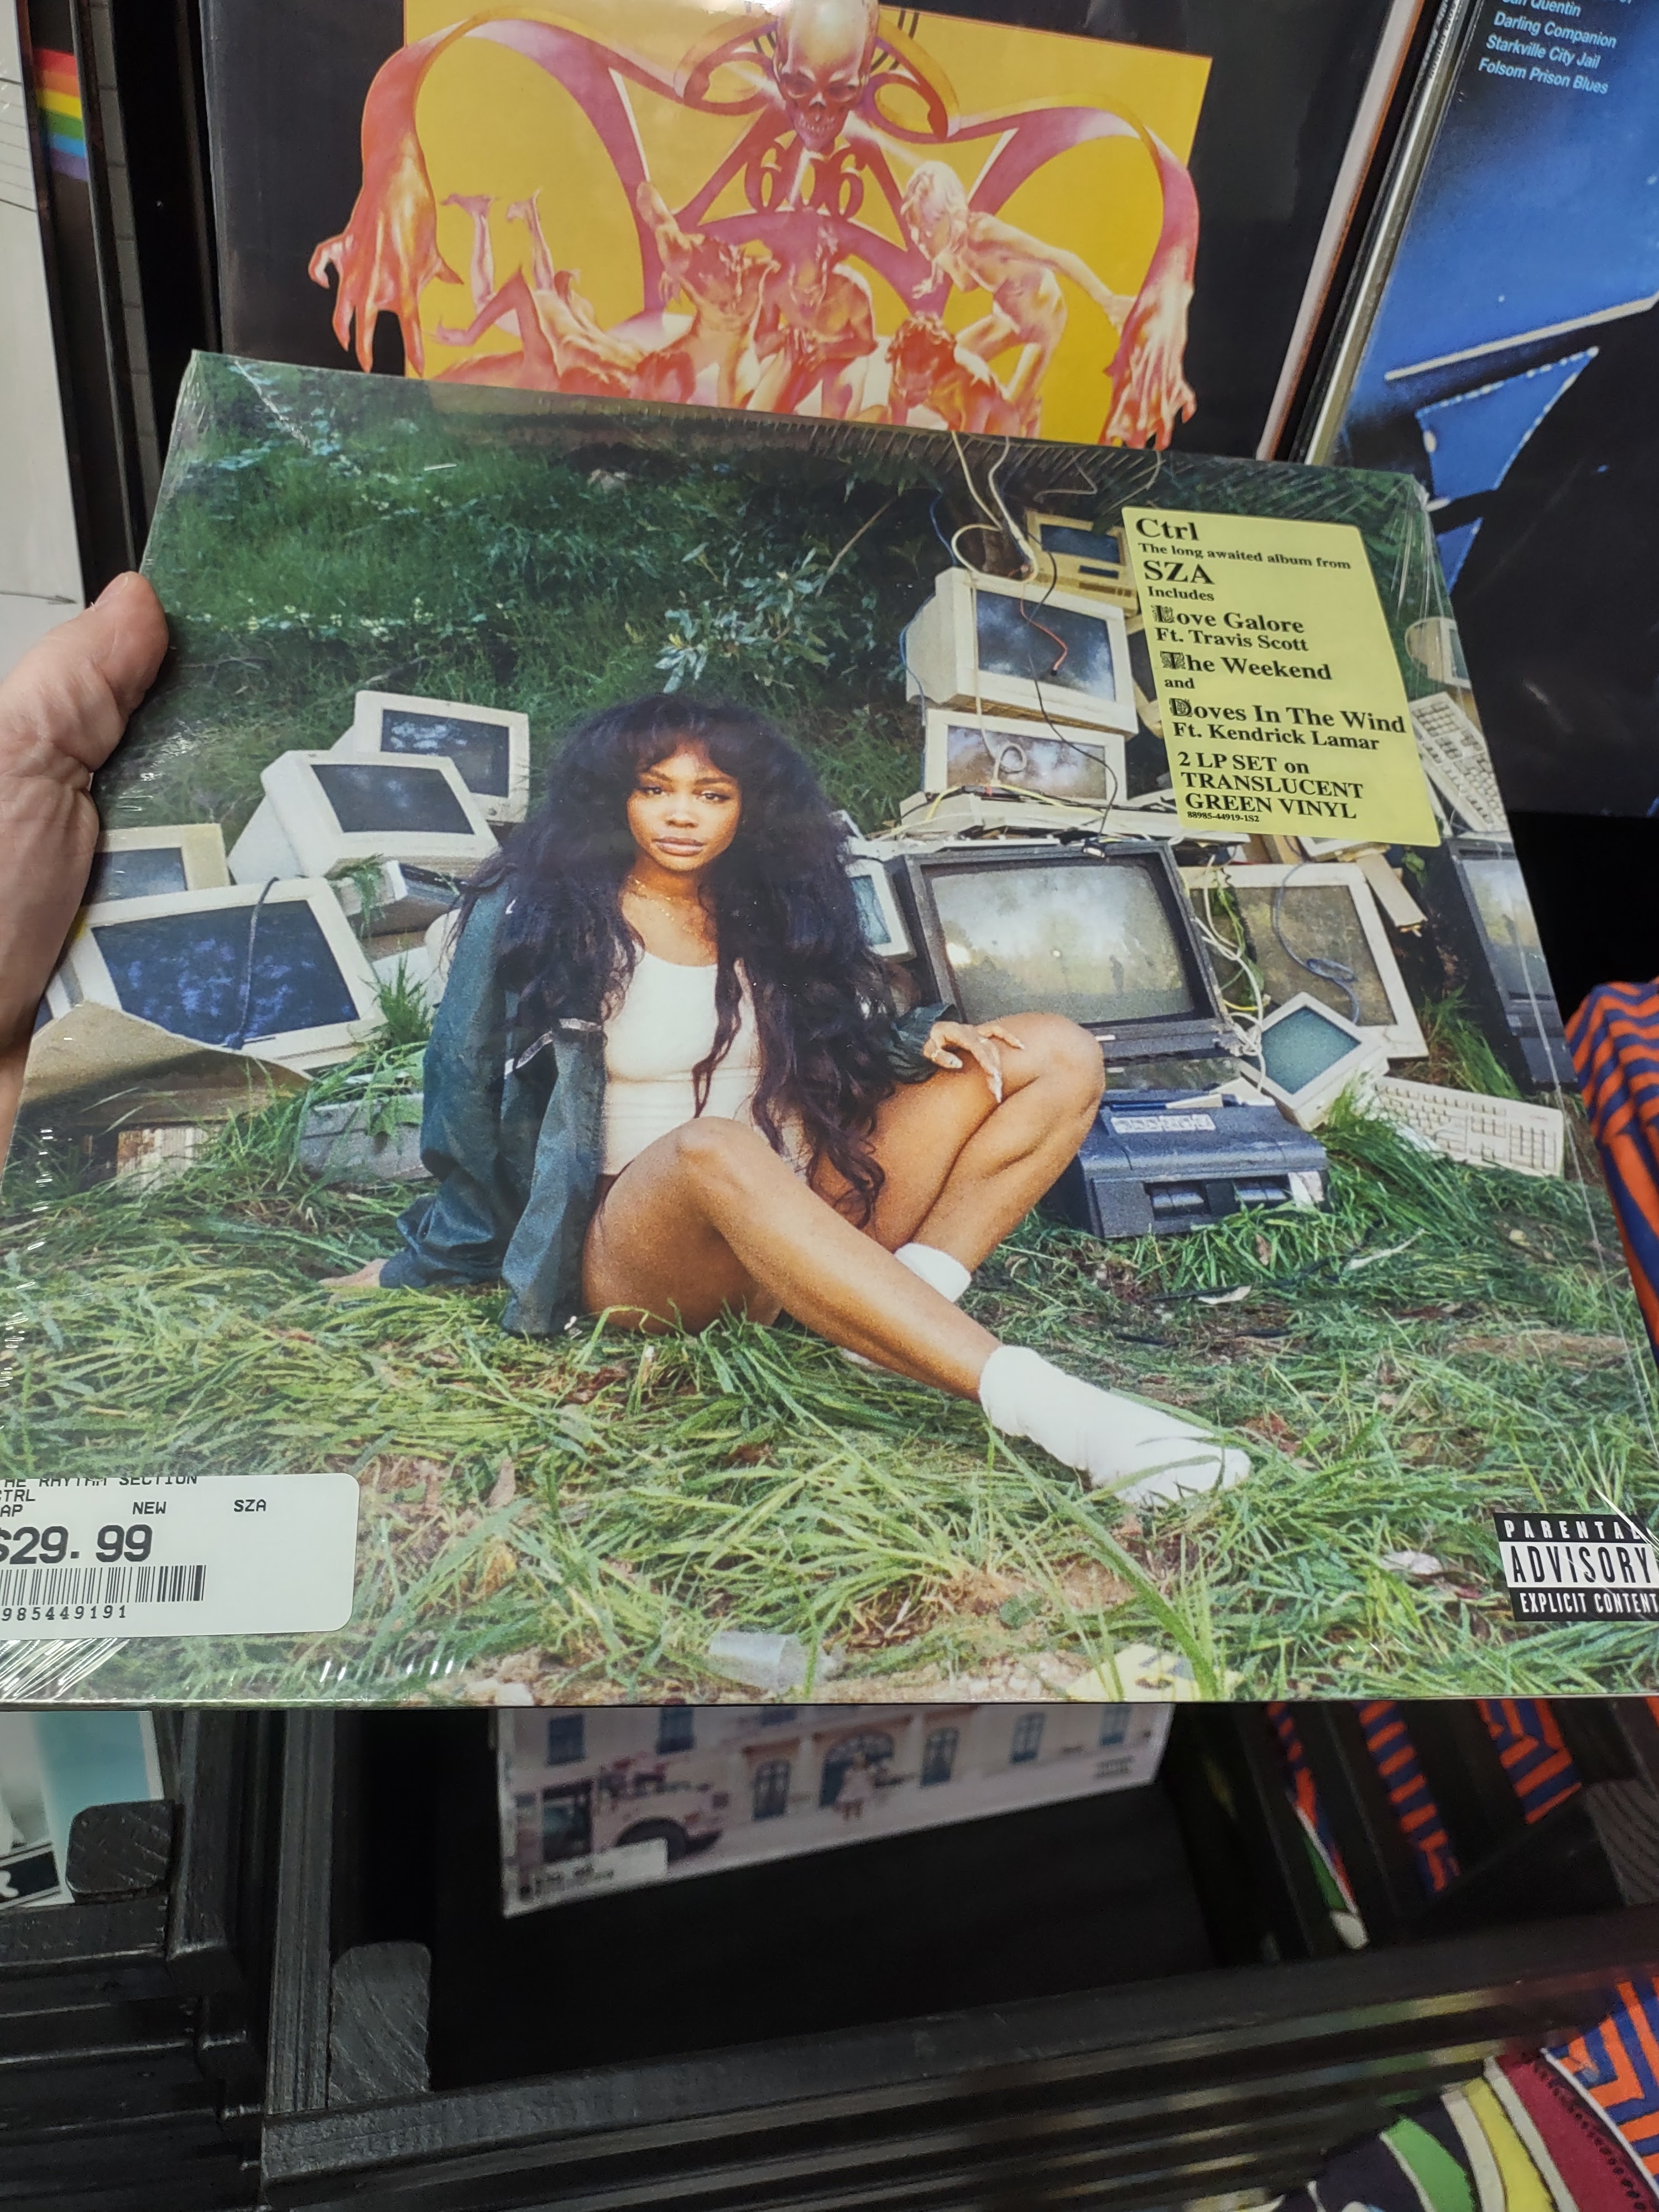 Quentin
Darling Companion
Starkville City Jail
Folsom Prison Blues
666
Ctrl
The long awaited album from
SZA
Includes
Love Galore
Ft. Travis Scott
The Weekend
and
Doves In The Wind
Ft. Kendrick Lamar
2 LP SET on
TRANSLUCENT
GREEN VINYL
88985-44919-1S2
HE RHYTHM SECTION
CTRL
AP NEW SZA
$29.99
985449191
PARENTAL
ADVISORY
EXPLICIT CONTENT